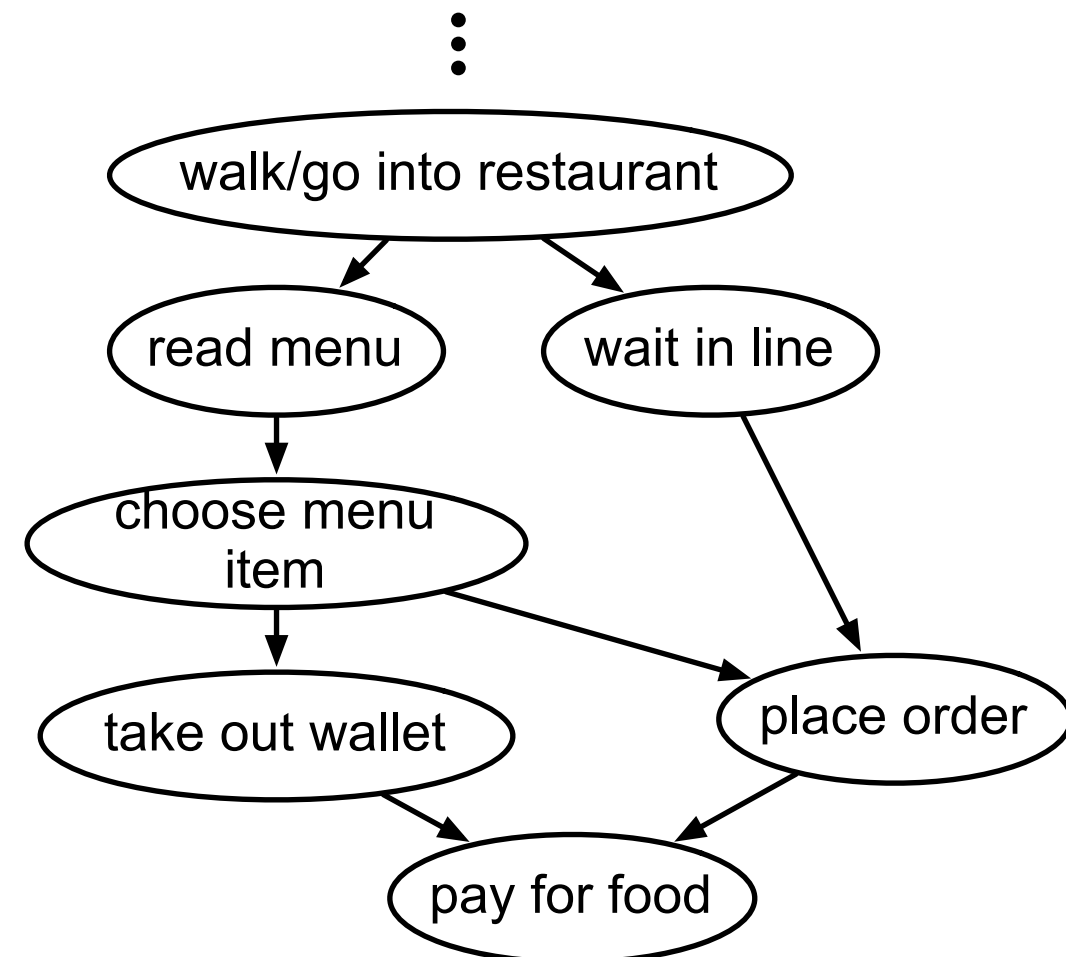 walk/go into restaurant
read menu
wait in line
choose menu
item
take out wallet
place order
pay for food